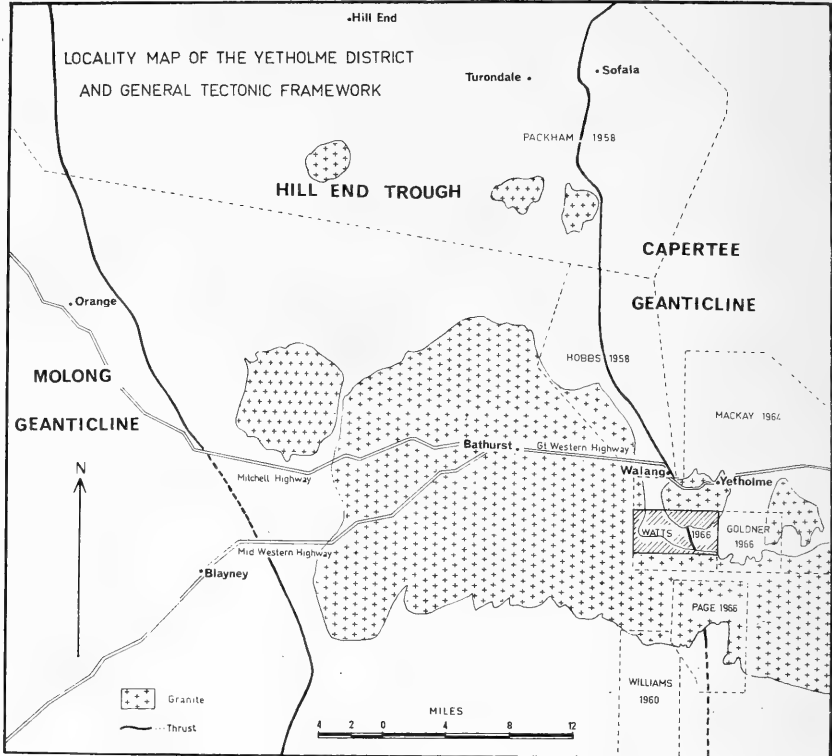 Hill End
LOCALITY MAP OF THE YETHOLME DISTRICT
AND GENERAL TECTONIC FRAMEWORK
Turondale
Sofala
PACKHAM 1958
HILL END TROUGH
CAPERTEE
GEANTICLINE
Orange
HOBBS 1958
MOLONG
GEANTICLINE
MACKAY 1964
N
Bathurst
Gt Western Highway
Mitchell Highway
Walang
Yetholme
WATTS 1966
GOLDNER
1966
Mid Western Highway
Blayney
PAGE 1966
WILLIAMS
1960
Granite
Thrust
MILES
4 2 0 4 8 12